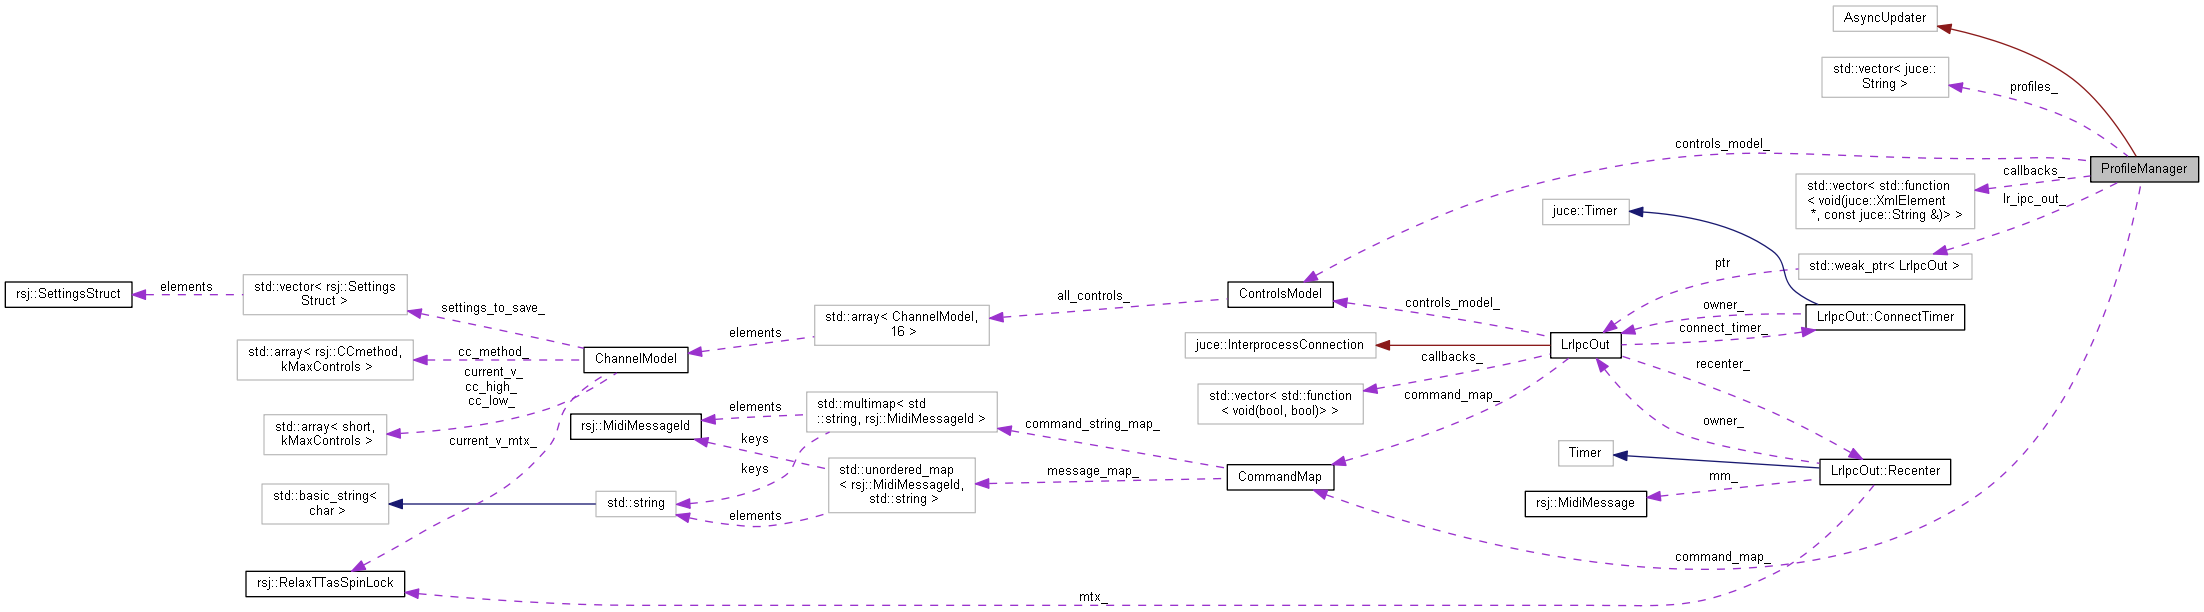 AsyncUpdater
std::vector< juce::
String >
profiles_
controls_model_
ProfileManager
callbacks_
std::vector< std::function
< void(juce::XmlElement
*, const juce::String &)> >
lr_ipc_out_
juce::Timer
ptr
std::weak_ptr< LrIpcOut >
rsj::SettingsStruct
elements
std::vector< rsj::Settings
Struct >
settings_to_save_
all_controls_
ControlsModel
controls_model_
owner_
LrIpcOut::ConnectTimer
connect_timer_
std::array< ChannelModel,
16 >
elements
juce::InterprocessConnection
LrIpcOut
std::array< rsj::CCmethod,
kMaxControls >
cc_method_
ChannelModel
callbacks_
recenter_
current_v_
cc_high_
cc_low_
std::vector< std::function
< void(bool, bool)> >
command_map_
std::array< short,
kMaxControls >
current_v_mtx_
rsj::MidiMessageId
elements
std::multimap< std
::string, rsj::MidiMessageId >
command_string_map_
owner_
keys
keys
std::unordered_map
< rsj::MidiMessageId,
std::string >
message_map_
CommandMap
Timer
LrIpcOut::Recenter
mm_
rsj::MidiMessage
std::basic_string<
char >
std::string
elements
command_map_
rsj::RelaxTTasSpinLock
mtx_